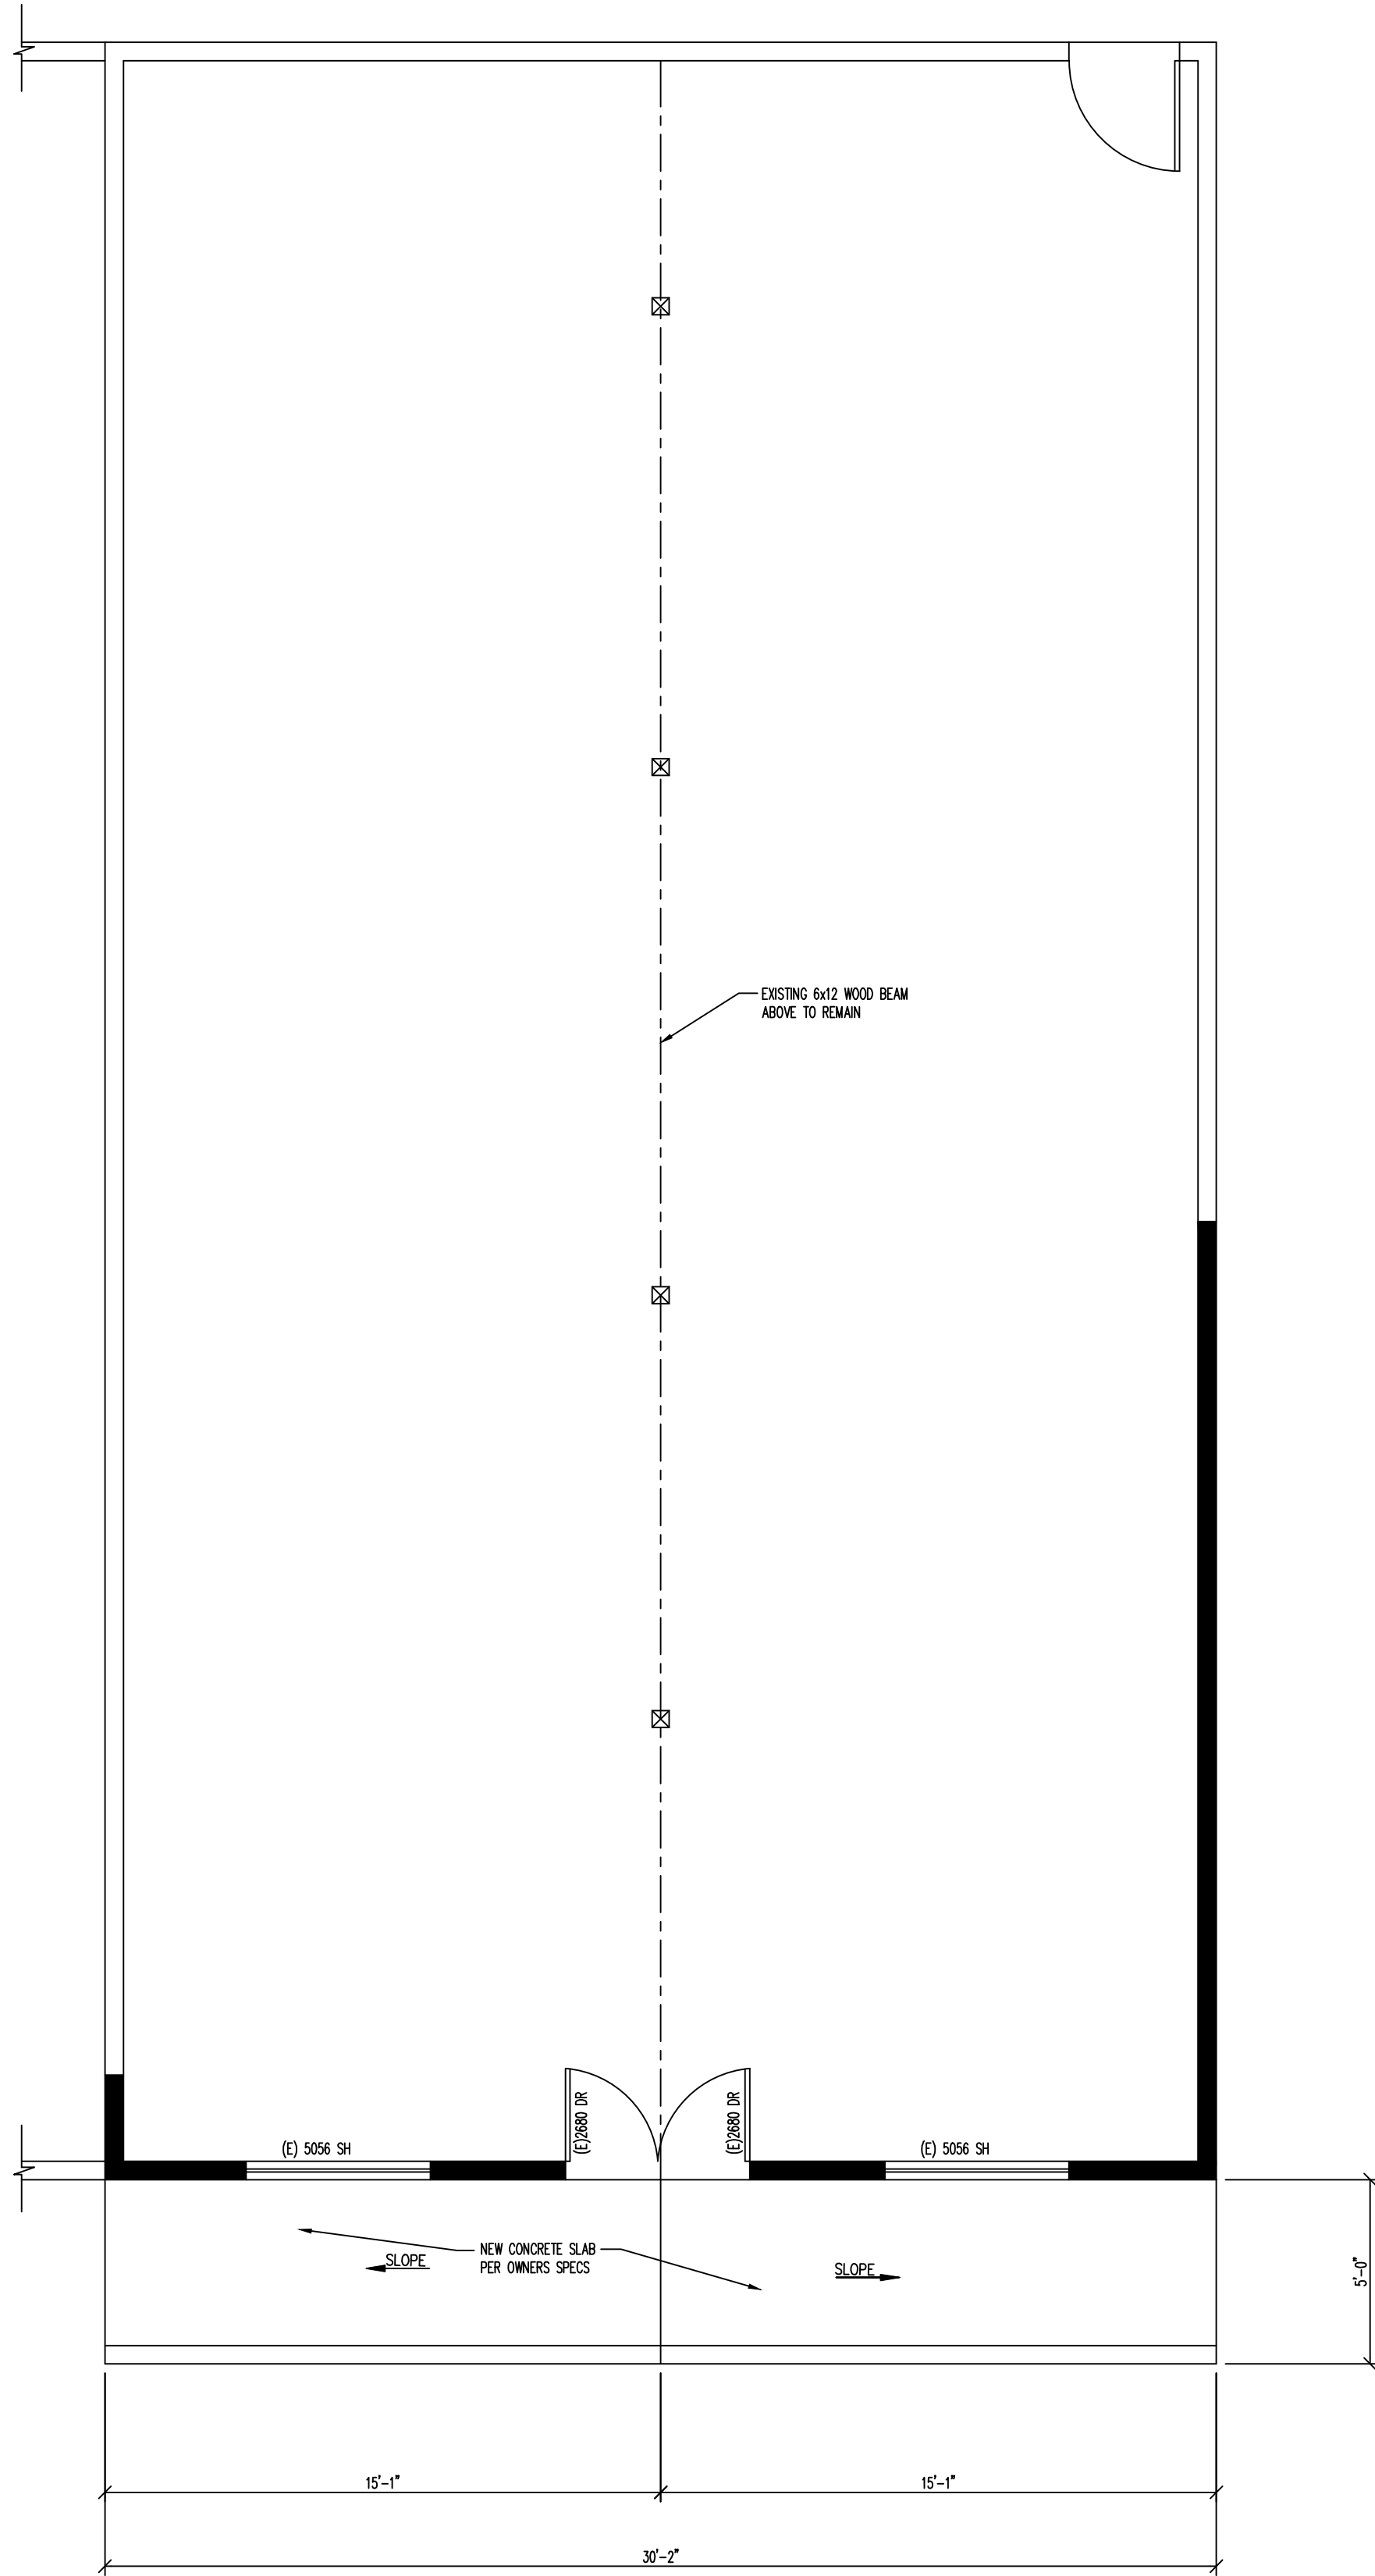 EXISTING 6x12 WOOD BEAM
ABOVE TO REMAIN
(E)2680 DR
(E)2680 DR
(E) 5056 SH
(E) 5056 SH
NEW CONCRETE SLAB
PER OWNERS SPECS
SLOPE
SLOPE
5'-0"
15'-1"
15'-1"
30'-2"